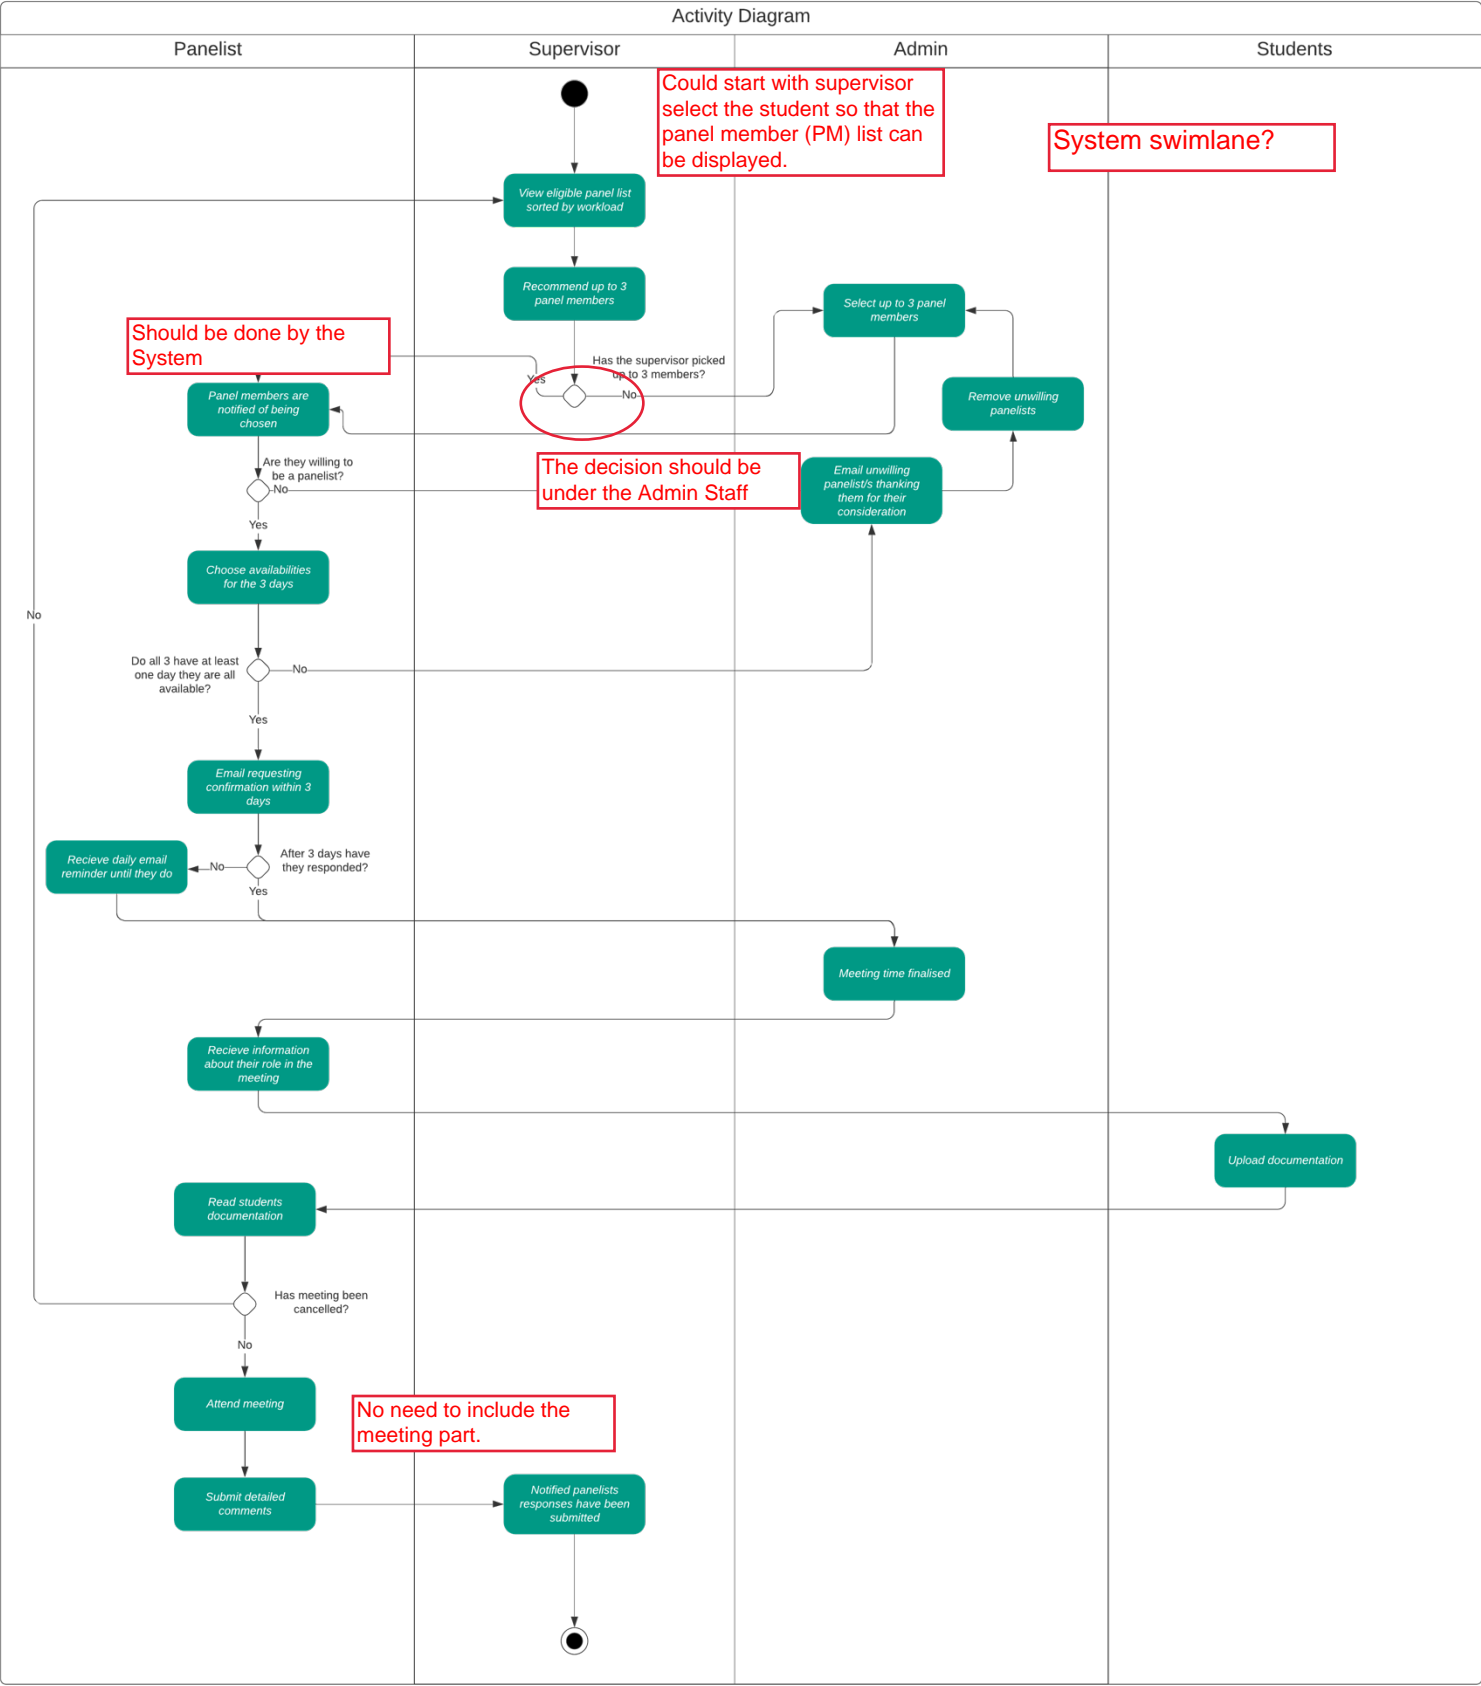 Activity Diagram
Panelist
Supervisor
Admin
Students
Could start with supervisor
select the student so that the
panel member (PM) list can
be displayed.
System swimlane?
View eligible panel list
sorted by workload
Recommend up to 3
panel members
Select up to 3 panel
members
Should be done by the
System
Has the supervisor picked
up to 3 members?
Yes
No
Panel members are
notified of being
chosen
Remove unwilling
panelists
Are they willing to
be a panelist?
No
The decision should be
under the Admin Staff
Email unwilling
panelist/s thanking
them for their
consideration
Yes
Choose availabilities
for the 3 days
No
Do all 3 have at least
one day they are all
available?
No
Yes
Email requesting
confirmation within 3
days
Recieve daily email
reminder until they do
No
After 3 days have
they responded?
Yes
Meeting time finalised
Recieve information
about their role in the
meeting
Upload documentation
Read students
documentation
Has meeting been
cancelled?
No
Attend meeting
No need to include the
meeting part.
Submit detailed
comments
Notified panelists
responses have been
submitted